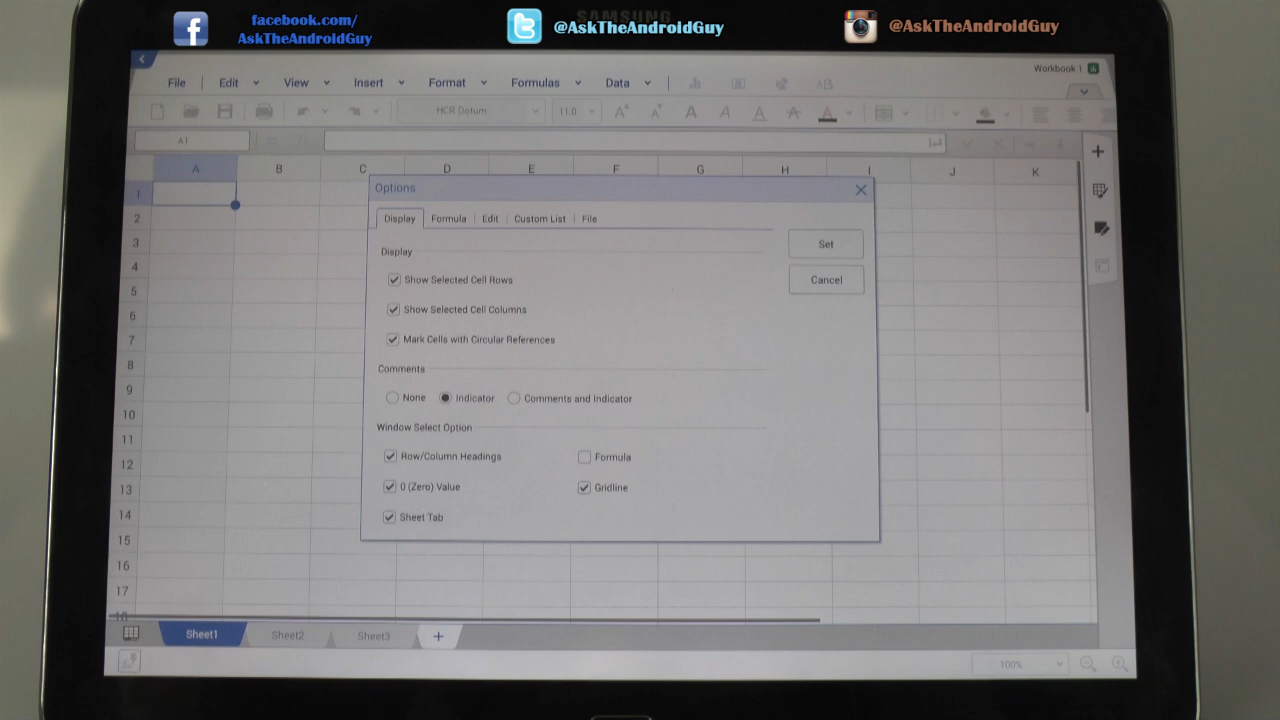 SAMSUNG
facebook.com/
AskTheAndroidGuy
@AskTheAndroidGuy
@AskTheAndroidGuy
Workbook 1
File Edit View Insert Format Formulas Data
HCR Dotum 11.0
A1
A B C D E F G H I J K
1
2
3
4
5
6
7
8
9
10
11
12
13
14
15
16
17
18
Options
Display Formula Edit Custom List File
Set
Cancel
Display
Show Selected Cell Rows
Show Selected Cell Columns
Mark Cells with Circular References
Comments
None Indicator Comments and Indicator
Window Select Option
Row/Column Headings Formula
0 (Zero) Value Gridline
Sheet Tab
Sheet1 Sheet2 Sheet3 +
100%